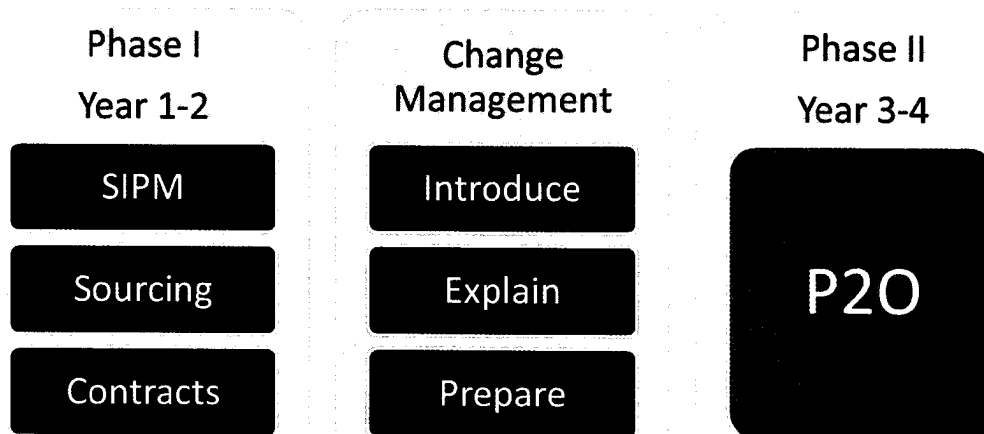 Phase I
Year 1-2
SIPM
Sourcing
Contracts
Change
Management
Introduce
Explain
Prepare
Phase II
Year 3-4
P2O